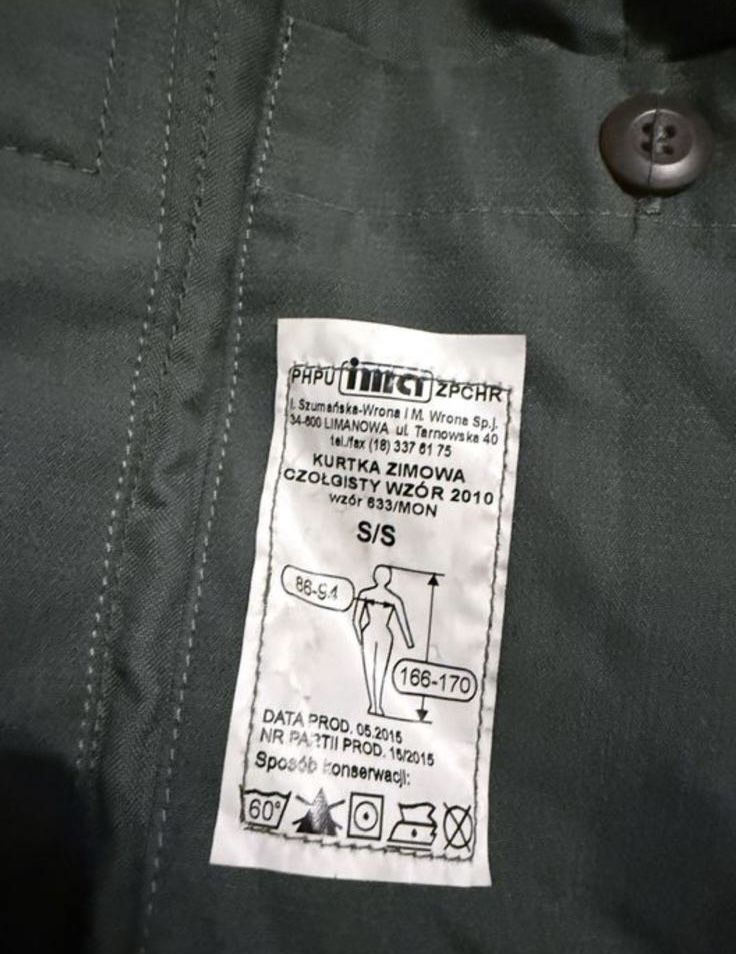 PHPU imct ZPCHR
I. Szumańska-Wrona i M. Wrona Sp.j.
34-600 LIMANOWA ul. Tarnowska 40
tel./fax (18) 337 61 75
KURTKA ZIMOWA
CZOŁGISTY WZÓR 2010
wzór 633/MON
S/S
86-94
166-170
DATA PROD. 05.2015
NR PARTII PROD. 15/2015
Sposób konserwacji:
60°